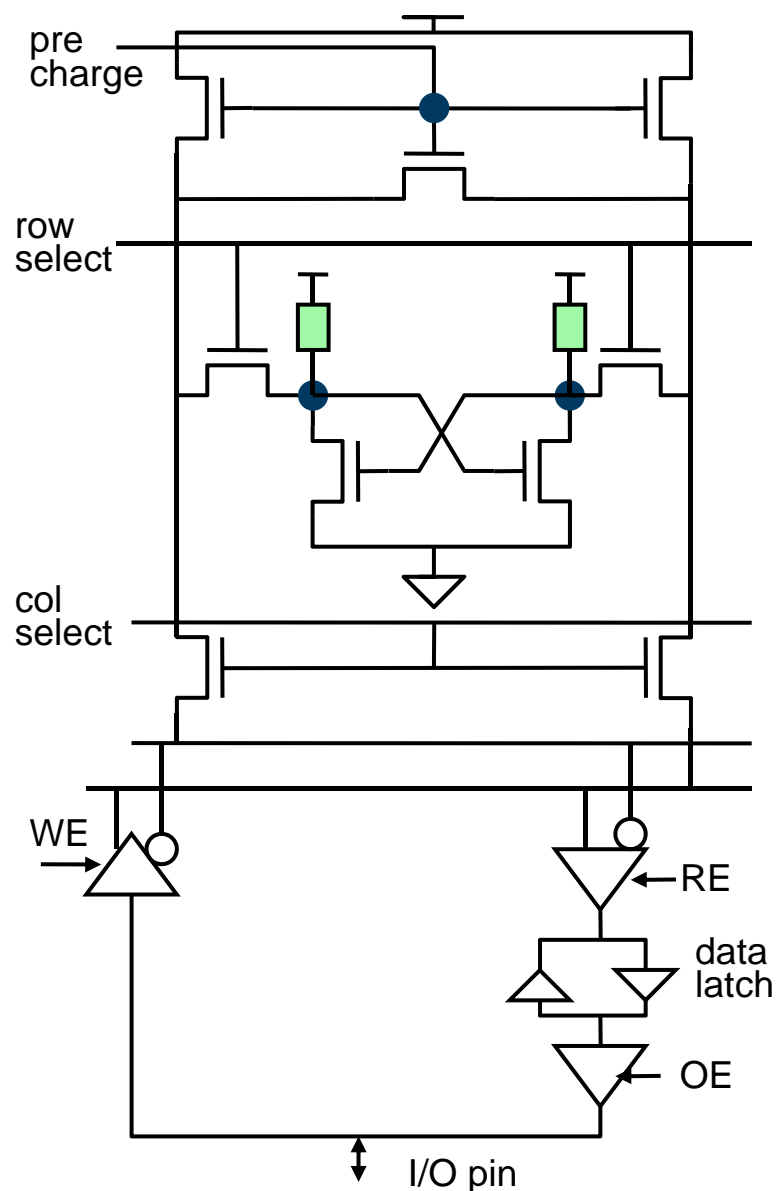 pre
charge
row
select
col
select
WE
RE
data
latch
OE
I/O pin